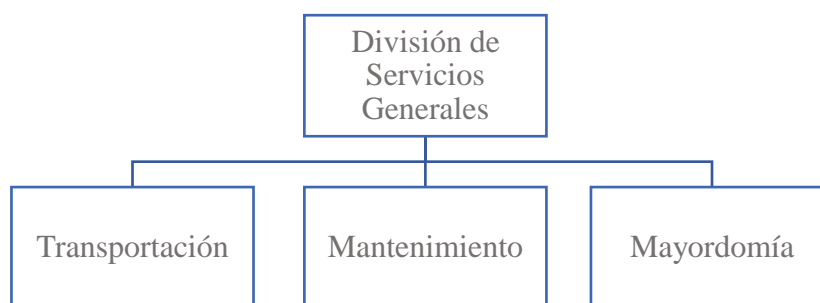 División de
Servicios
Generales
Transportación
Mantenimiento
Mayordomía